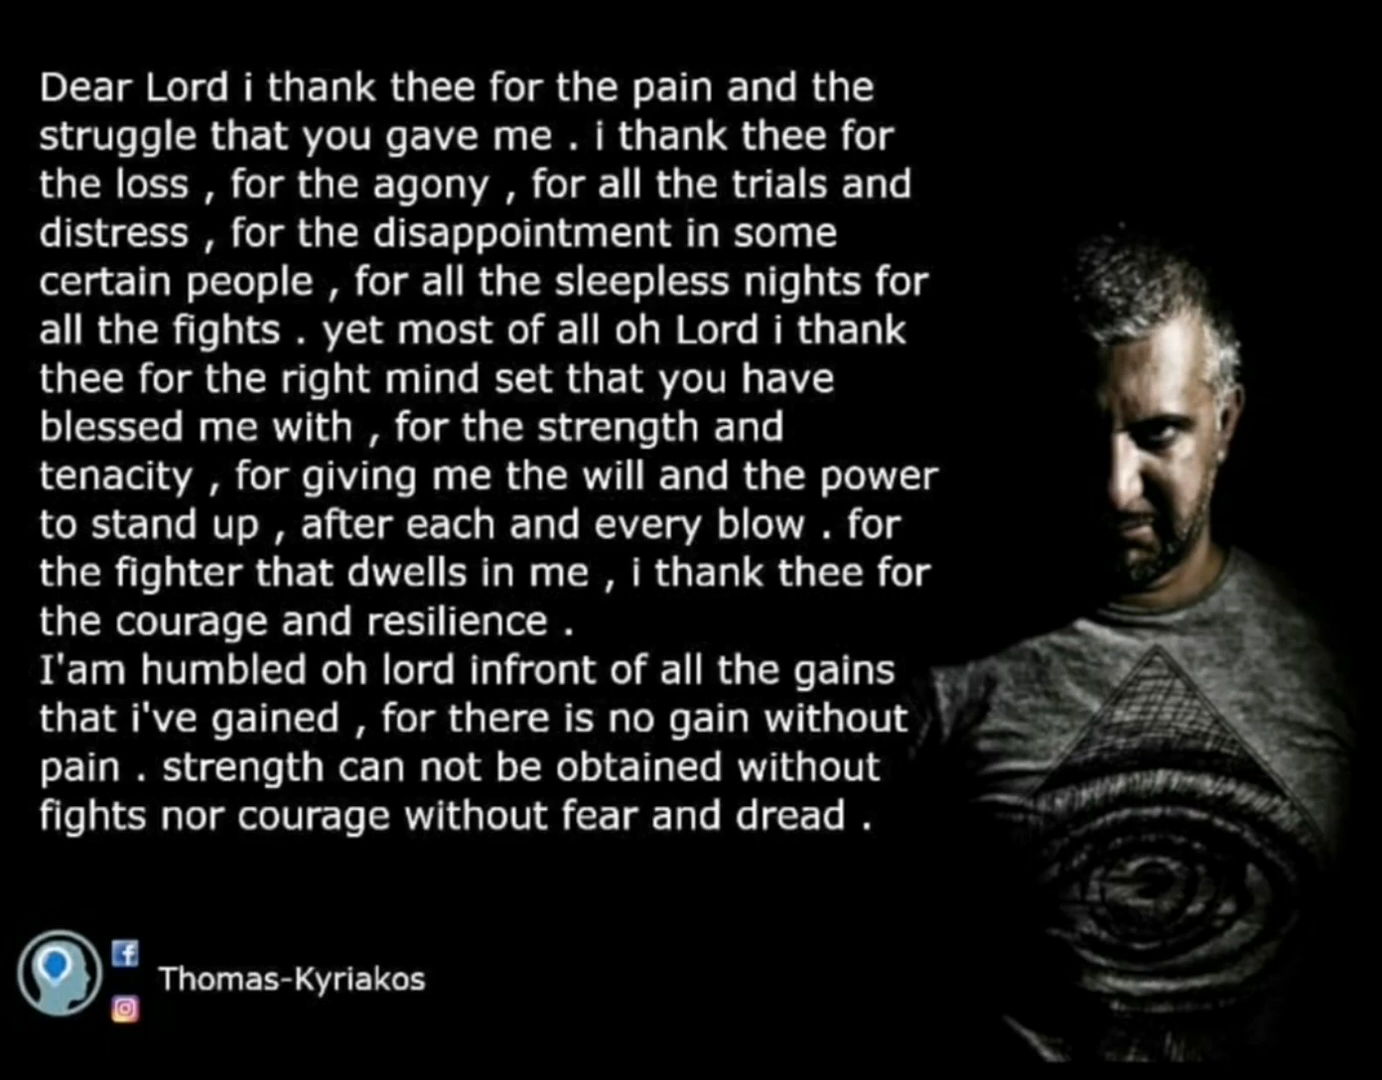 Dear Lord i thank thee for the pain and the
struggle that you gave me . i thank thee for
the loss , for the agony , for all the trials and
distress , for the disappointment in some
certain people , for all the sleepless nights for
all the fights . yet most of all oh Lord i thank
thee for the right mind set that you have
blessed me with , for the strength and
tenacity , for giving me the will and the power
to stand up , after each and every blow . for
the fighter that dwells in me , i thank thee for
the courage and resilience .
I'am humbled oh lord infront of all the gains
that i've gained , for there is no gain without
pain . strength can not be obtained without
fights nor courage without fear and dread .
Thomas-Kyriakos